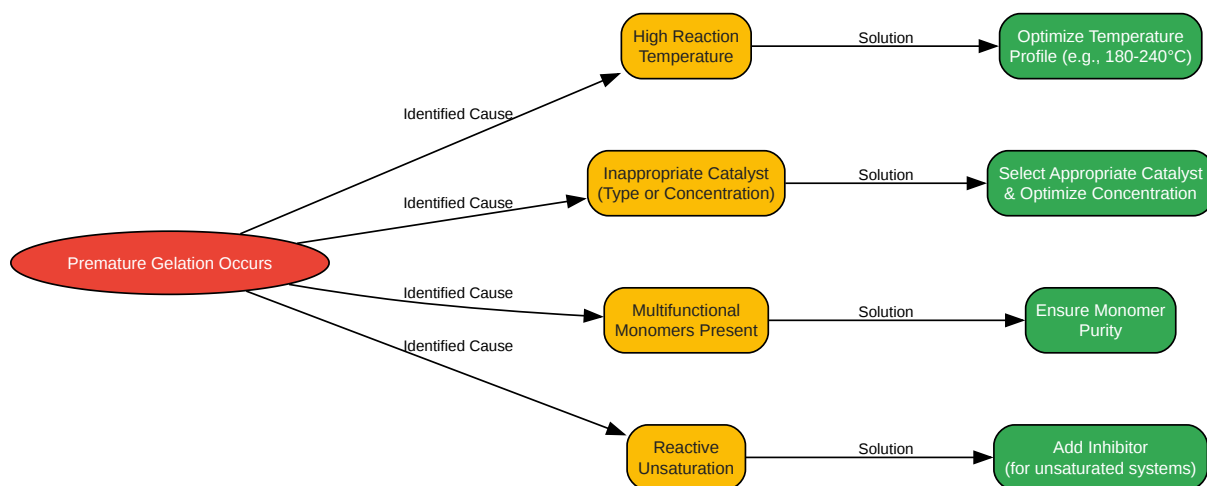 High Reaction
Temperature
Solution
Optimize Temperature
Profile (e.g., 180-240°C)
Identified Cause
Inappropriate Catalyst
(Type or Concentration)
Solution
Select Appropriate Catalyst
& Optimize Concentration
Identified Cause
Premature Gelation Occurs
Identified Cause
Multifunctional
Monomers Present
Solution
Ensure Monomer
Purity
Identified Cause
Reactive
Unsaturation
Solution
Add Inhibitor
(for unsaturated systems)